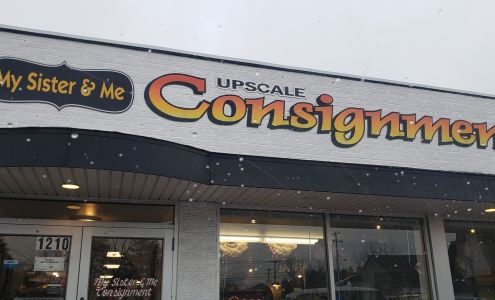 My Sister & Me
UPSCALE
Consignmen
1210
My Sister & Me
Consignment